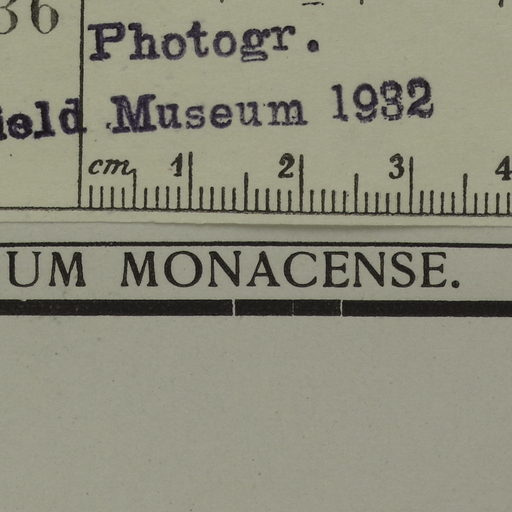 36
Photogr.
ield Museum 1932
cm 1 2 3 4
UM MONACENSE.